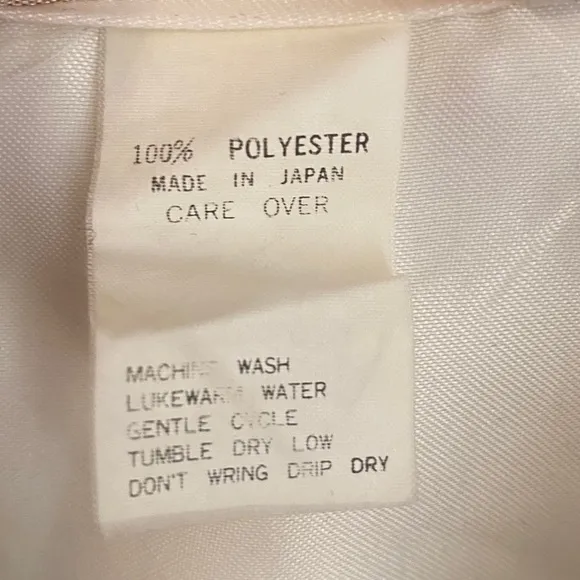 100% POLYESTER
MADE IN JAPAN
CARE OVER
MACHINE WASH
LUKEWARM WATER
GENTLE CYCLE
TUMBLE DRY LOW
DON'T WRING DRIP DRY